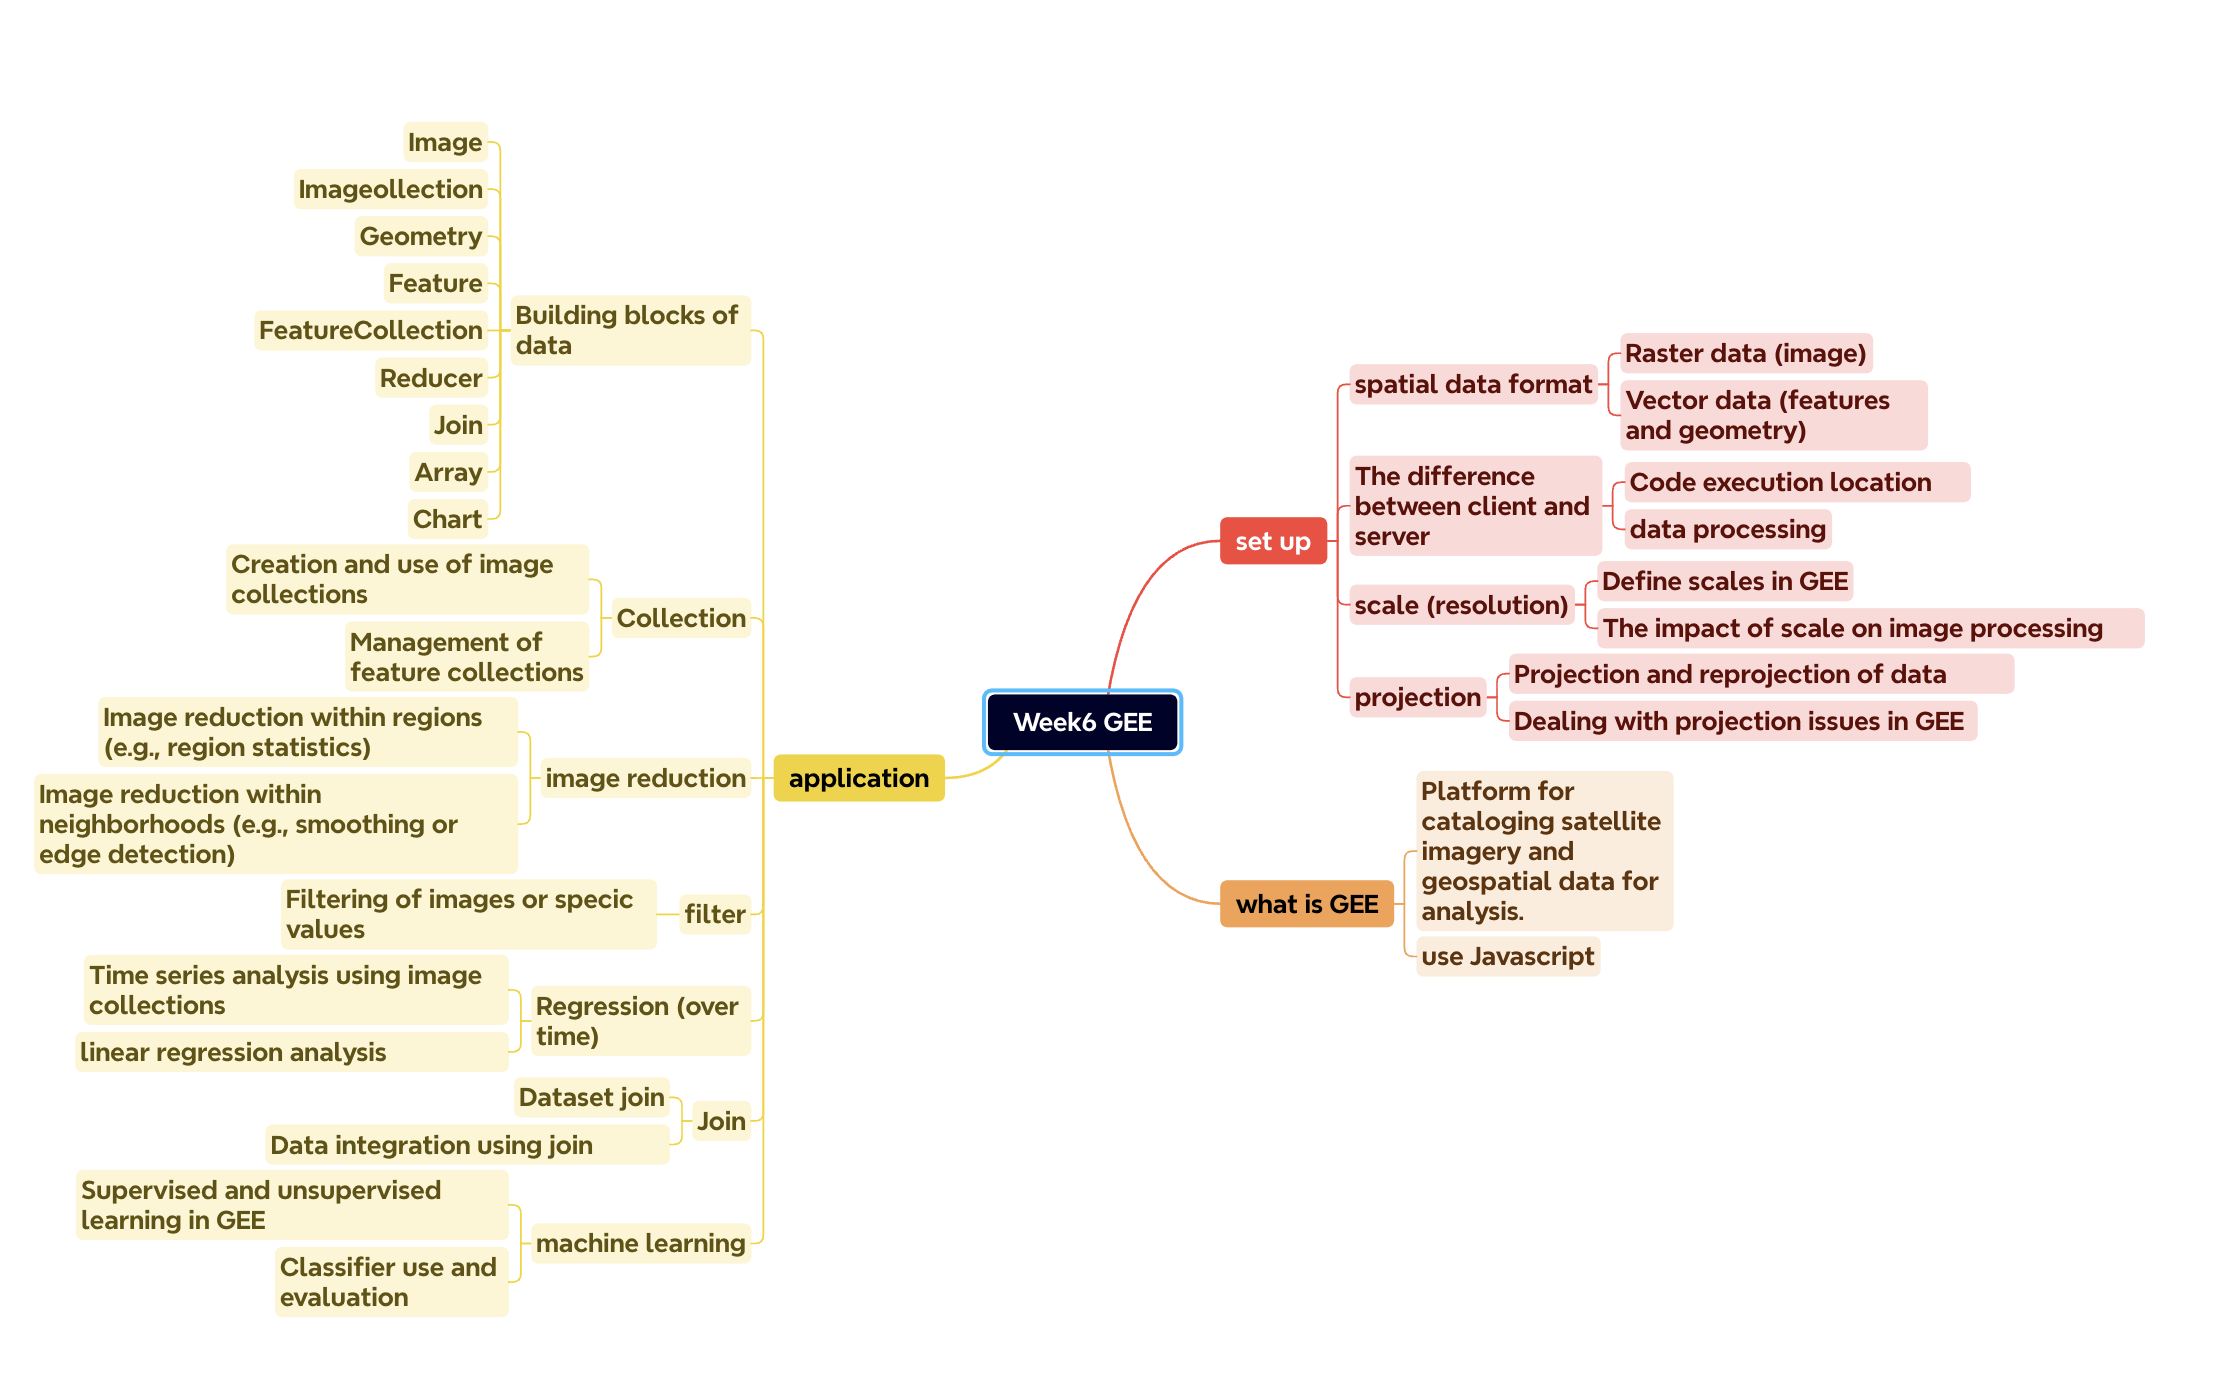 Week6 GEE
set up
spatial data format
Raster data (image)
Vector data (features
and geometry)
The difference
between client and
server
Code execution location
data processing
scale (resolution)
Define scales in GEE
The impact of scale on image processing
projection
Projection and reprojection of data
Dealing with projection issues in GEE
what is GEE
Platform for
cataloging satellite
imagery and
geospatial data for
analysis.
use Javascript
application
Building blocks of
data
Image
Imageollection
Geometry
Feature
FeatureCollection
Reducer
Join
Array
Chart
Collection
Creation and use of image
collections
Management of
feature collections
image reduction
Image reduction within regions
(e.g., region statistics)
Image reduction within
neighborhoods (e.g., smoothing or
edge detection)
filter
Filtering of images or specic
values
Regression (over
time)
Time series analysis using image
collections
linear regression analysis
Join
Dataset join
Data integration using join
machine learning
Supervised and unsupervised
learning in GEE
Classifier use and
evaluation